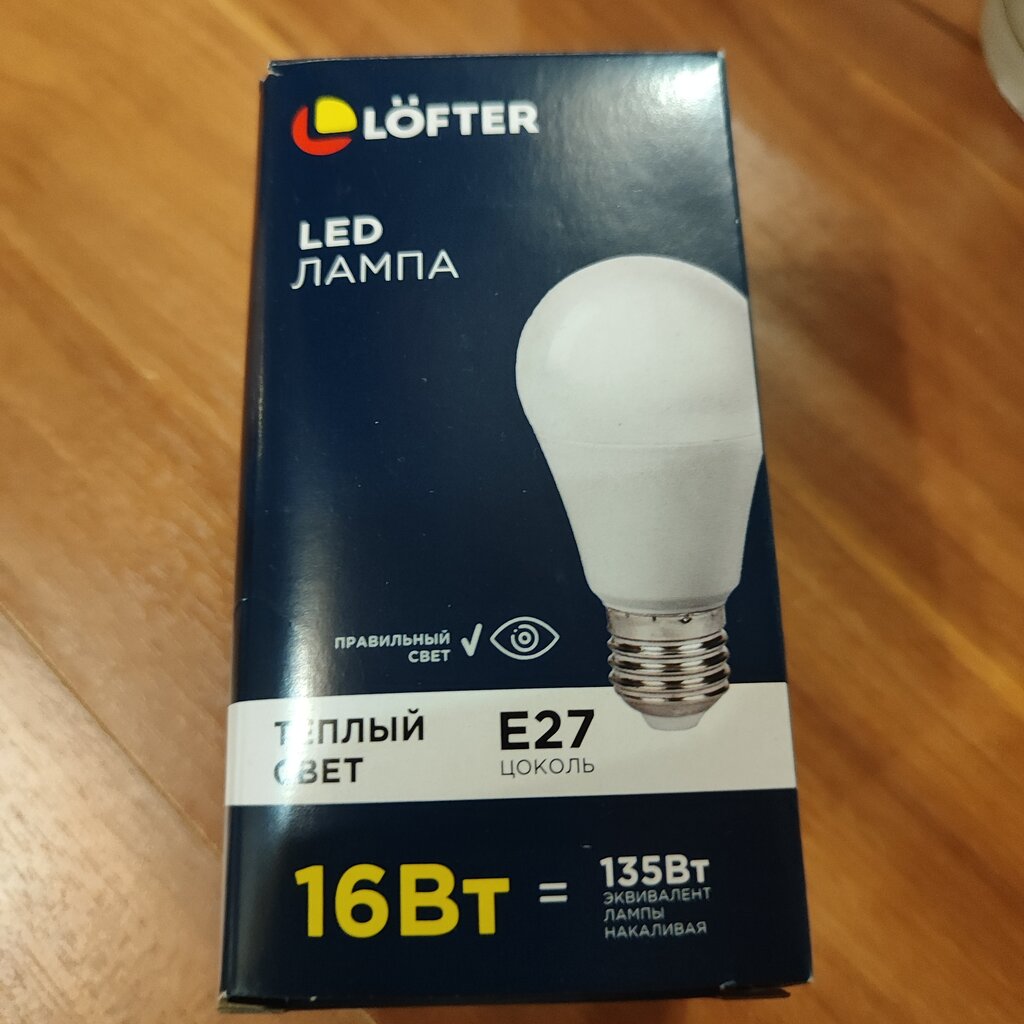 LÖFTER
LED
ЛАМПА
ПРАВИЛЬНЫЙ
СВЕТ
ТЕПЛЫЙ
СВЕТ
E27
ЦОКОЛЬ
16Вт = 135Вт
ЭКВИВАЛЕНТ
ЛАМПЫ
НАКАЛИВАЯ